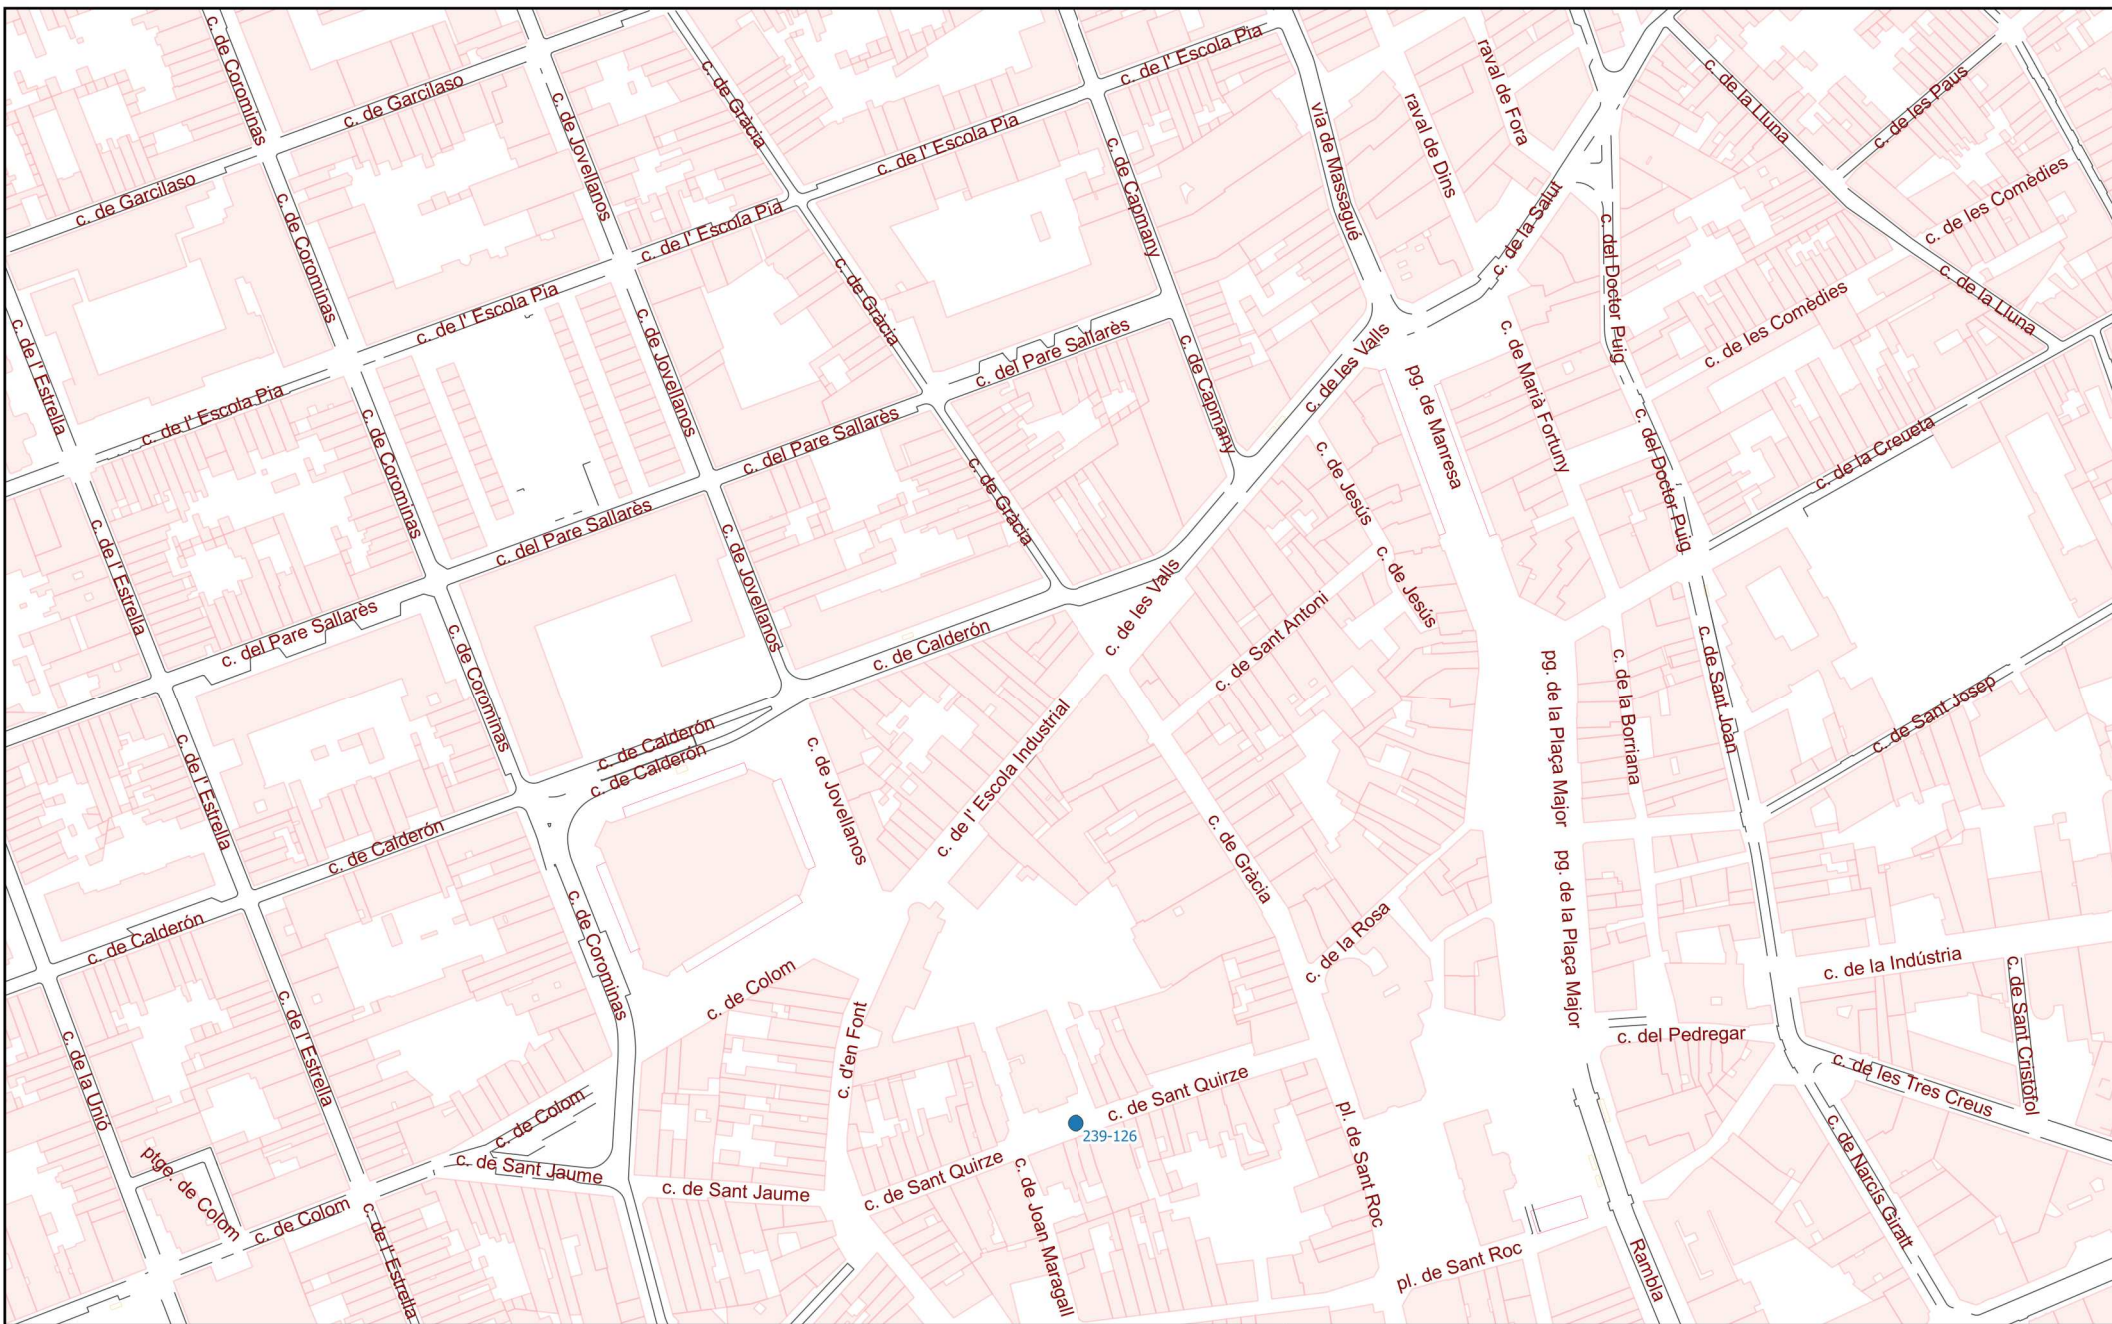 c. de Corominas
c. de Garcilaso
c. de Gràcia
c. de l' Escola Pia
raval de Fora
c. de la Lluna
c. de les Paus
c. de Jovellanos
c. de l' Escola Pia
c. de Capmany
via de Massagué
raval de Dins
c. de Garcilaso
c. de Corominas
c. de l' Escola Pia
c. de la Salut
c. del Doctor Puig
c. de les Comèdies
c. de l' Estrella
c. de l' Escola Pia
c. de Jovellanos
c. de Gràcia
c. del Pare Sallarès
c. de Capmany
c. de les Valls
c. de Marià Fortuny
c. de les Comèdies
c. de la Lluna
c. de l' Escola Pia
c. de Corominas
c. del Pare Sallarès
c. de Gràcia
c. de Jesús
pg. de Manresa
c. del Doctor Puig
c. de la Creueta
c. de l' Estrella
c. del Pare Sallarès
c. de Jovellanos
c. de les Valls
c. de Jesús
c. del Pare Sallarès
c. de Corominas
c. de Calderón
c. de Sant Antoni
pg. de la Plaça Major
c. de la Borriana
c. de Sant Joan
c. de Sant Josep
c. de l' Estrella
c. de Calderón
c. de Calderón
c. de Jovellanos
c. de l' Escola Industrial
c. de Gràcia
c. de Calderón
c. de Calderón
c. de Corominas
c. de Colom
c. de la Rosa
pg. de la Plaça Major
c. de la Indústria
c. de Sant Cristòfol
c. de la Unió
c. de l' Estrella
c. d'en Font
c. del Pedregar
c. de les Tres Creus
c. de Colom
c. de Sant Quirze
239-126
ptge. de Colom
c. de Sant Jaume
c. de Sant Jaume
c. de Sant Quirze
c. de Joan Maragall
pl. de Sant Roc
c. de Narcís Giralt
c. de Colom
c. de l' Estrella
pl. de Sant Roc
Rambla